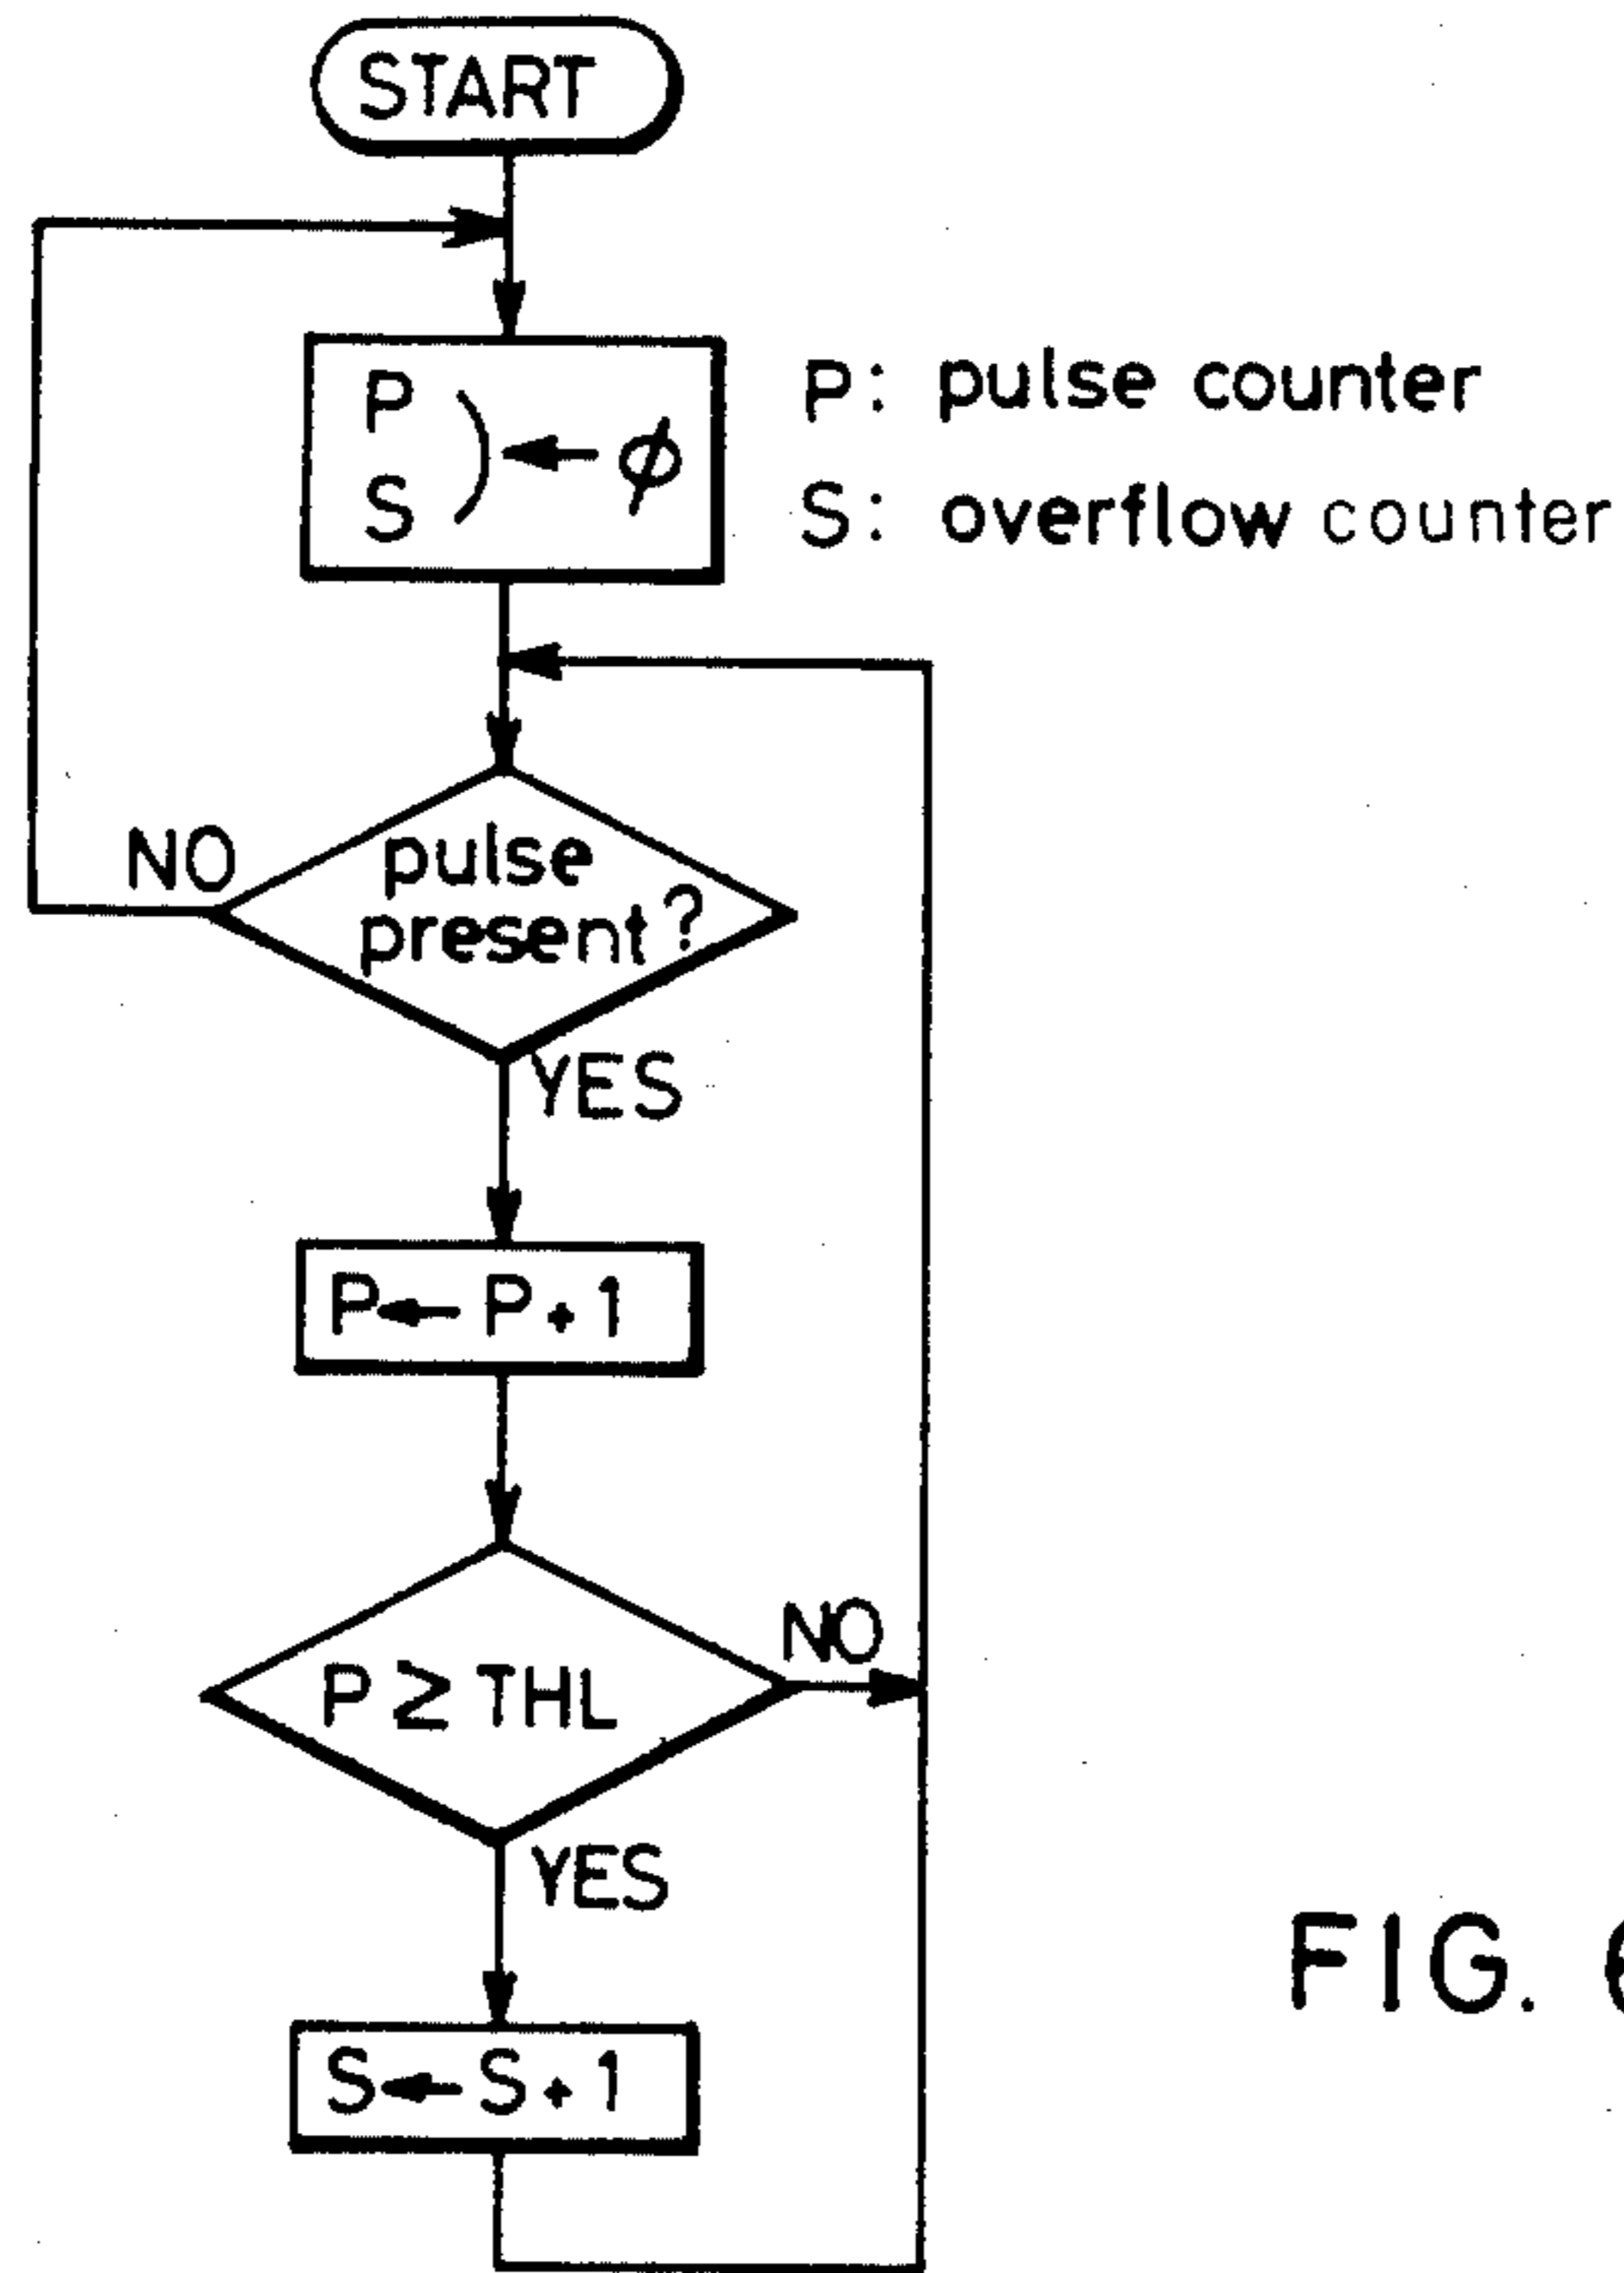 START
P
S ) ← ϕ
P: pulse counter
S: overflow counter
pulse
present?
NO
YES
P ← P + 1
P ≥ THL
NO
YES
S ← S + 1
FIG.